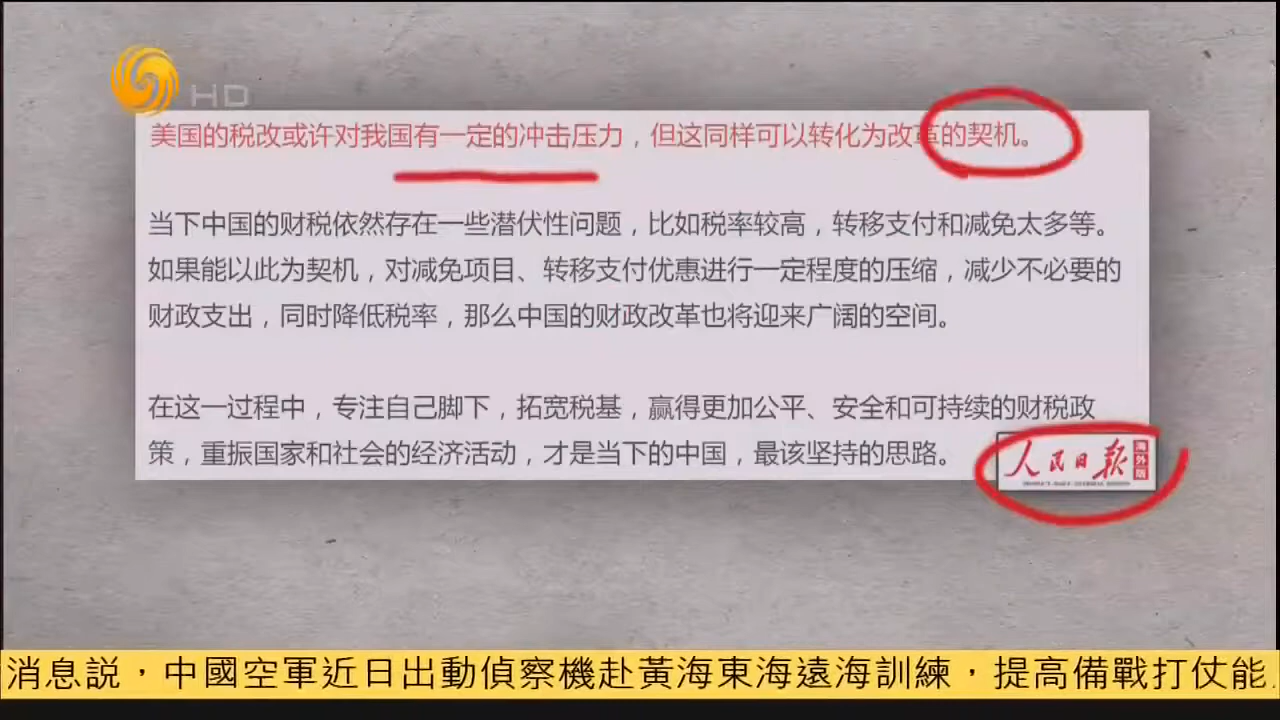 HD
美国的税改或许对我国有一定的冲击压力，但这同样可以转化为改革的契机。
当下中国的财税依然存在一些潜伏性问题，比如税率较高，转移支付和减免太多等。
如果能以此为契机，对减免项目、转移支付优惠进行一定程度的压缩，减少不必要的
财政支出，同时降低税率，那么中国的财政改革也将迎来广阔的空间。
在这一过程中，专注自己脚下，拓宽税基，赢得更加公平、安全和可持续的财税政
策，重振国家和社会的经济活动，才是当下的中国，最该坚持的思路。
人民日报 海外版
消息説，中國空軍近日出動偵察機赴黃海東海遠海訓練，提高備戰打仗能